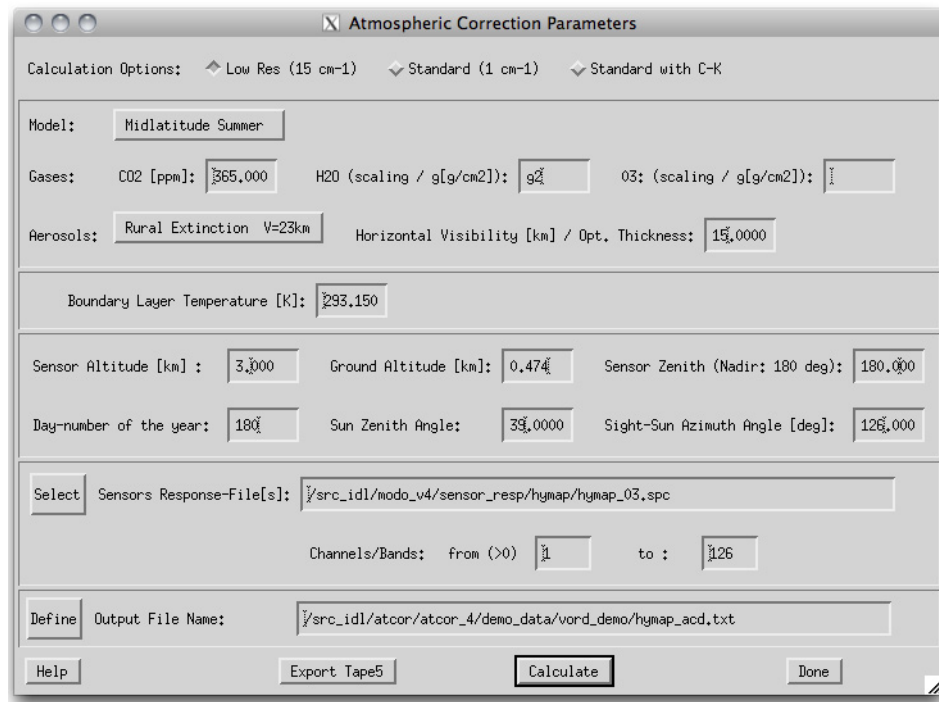 X Atmospheric Correction Parameters
Calculation Options: Low Res (15 cm-1) Standard (1 cm-1) Standard with C-K
Model: Midlatitude Summer
Gases: CO2 [ppm]: 365.000 H2O (scaling / g[g/cm2]): g2 O3: (scaling / g[g/cm2]):
Aerosols: Rural Extinction V=23km Horizontal Visibility [km] / Opt. Thickness: 15.0000
Boundary Layer Temperature [K]: 293.150
Sensor Altitude [km] : 3.000 Ground Altitude [km]: 0.474 Sensor Zenith (Nadir: 180 deg): 180.000
Day-number of the year: 180 Sun Zenith Angle: 39.0000 Sight-Sun Azimuth Angle [deg]: 126.000
Select Sensors Response-File[s]: /src_idl/modo_v4/sensor_resp/hymap/hymap_03.spc
Channels/Bands: from (>0) 1 to : 126
Define Output File Name: /src_idl/atcor/atcor_4/demo_data/vord_demo/hymap_acd.txt
Help Export Tape5 Calculate Done